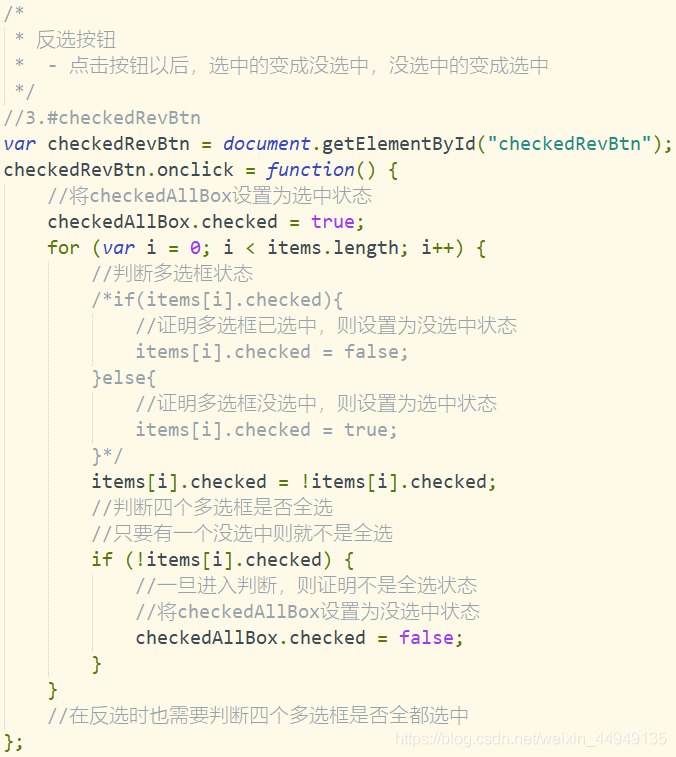 /*
 * 反选按钮
 *  - 点击按钮以后，选中的变成没选中，没选中的变成选中
 */
//3.#checkedRevBtn
var checkedRevBtn = document.getElementById("checkedRevBtn");
checkedRevBtn.onclick = function() {
    //将checkedAllBox设置为选中状态
    checkedAllBox.checked = true;
    for (var i = 0; i < items.length; i++) {
        //判断多选框状态
        /*if(items[i].checked){
            //证明多选框已选中，则设置为没选中状态
            items[i].checked = false;
        }else{
            //证明多选框没选中，则设置为选中状态
            items[i].checked = true;
        }*/
        items[i].checked = !items[i].checked;
        //判断四个多选框是否全选
        //只要有一个没选中则就不是全选
        if (!items[i].checked) {
            //一旦进入判断，则证明不是全选状态
            //将checkedAllBox设置为没选中状态
            checkedAllBox.checked = false;
        }
    }
    //在反选时也需要判断四个多选框是否全都选中
};
https://blog.csdn.net/weixin_44949135